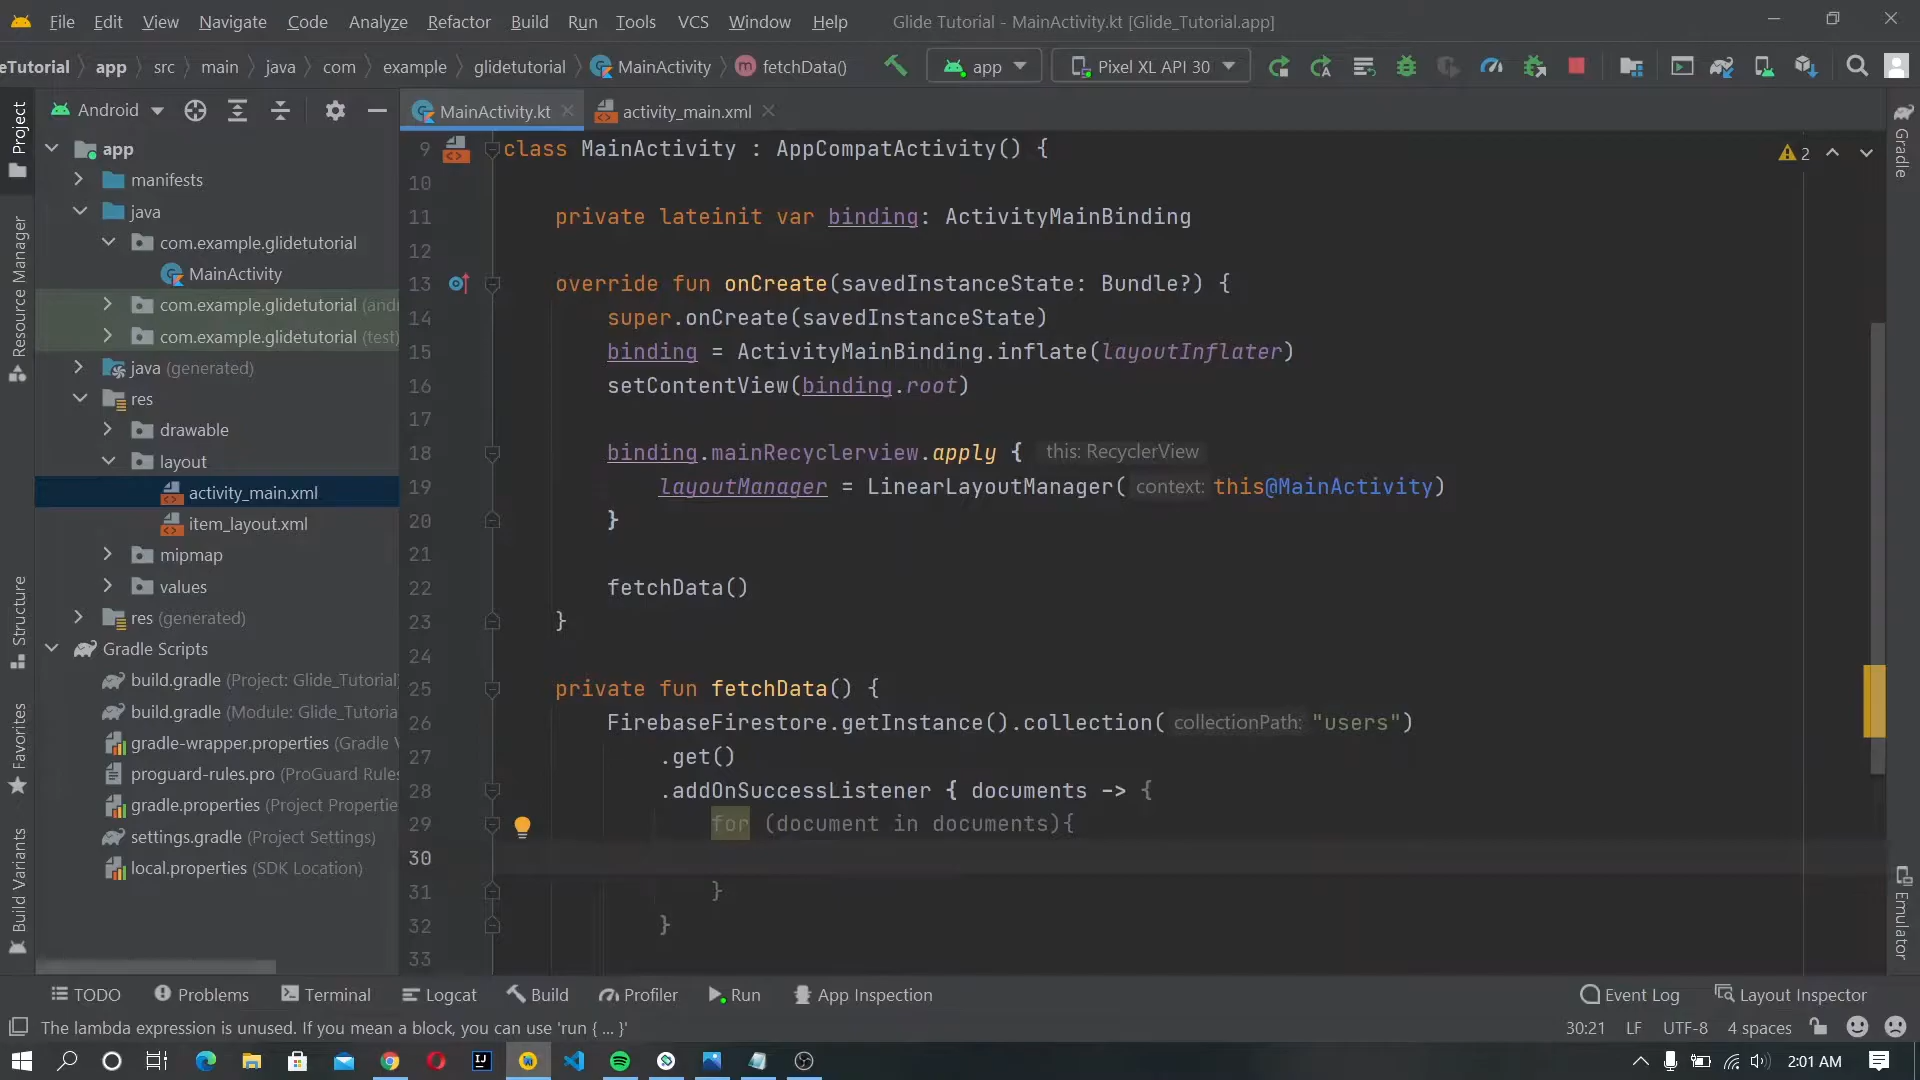 File Edit View Navigate Code Analyze Refactor Build Run Tools VCS Window Help Glide Tutorial - MainActivity.kt [Glide_Tutorial.app]
eTutorial app src main java com example glidetutorial MainActivity fetchData() app Pixel XL API 30
Android
MainActivity.kt activity_main.xml
Project
Resource Manager
Structure
Favorites
Build Variants
app
manifests
java
com.example.glidetutorial
MainActivity
com.example.glidetutorial (and
com.example.glidetutorial (test)
java (generated)
res
drawable
layout
activity_main.xml
item_layout.xml
mipmap
values
res (generated)
Gradle Scripts
build.gradle (Project: Glide_Tutorial)
build.gradle (Module: Glide_Tutoria
gradle-wrapper.properties (Gradle V
proguard-rules.pro (ProGuard Rules
gradle.properties (Project Propertie
settings.gradle (Project Settings)
local.properties (SDK Location)
9 class MainActivity : AppCompatActivity() {
10
11 private lateinit var binding: ActivityMainBinding
12
13 override fun onCreate(savedInstanceState: Bundle?) {
14 super.onCreate(savedInstanceState)
15 binding = ActivityMainBinding.inflate(layoutInflater)
16 setContentView(binding.root)
17
18 binding.mainRecyclerview.apply { this: RecyclerView
19 layoutManager = LinearLayoutManager( context: this@MainActivity)
20 }
21
22 fetchData()
23 }
24
25 private fun fetchData() {
26 FirebaseFirestore.getInstance().collection( collectionPath: "users")
27 .get()
28 .addOnSuccessListener { documents -> {
29 for (document in documents){
30
31 }
32 }
33
2
Gradle
Emulator
TODO Problems Terminal Logcat Build Profiler Run App Inspection Event Log Layout Inspector
The lambda expression is unused. If you mean a block, you can use 'run { ... }' 30:21 LF UTF-8 4 spaces
2:01 AM